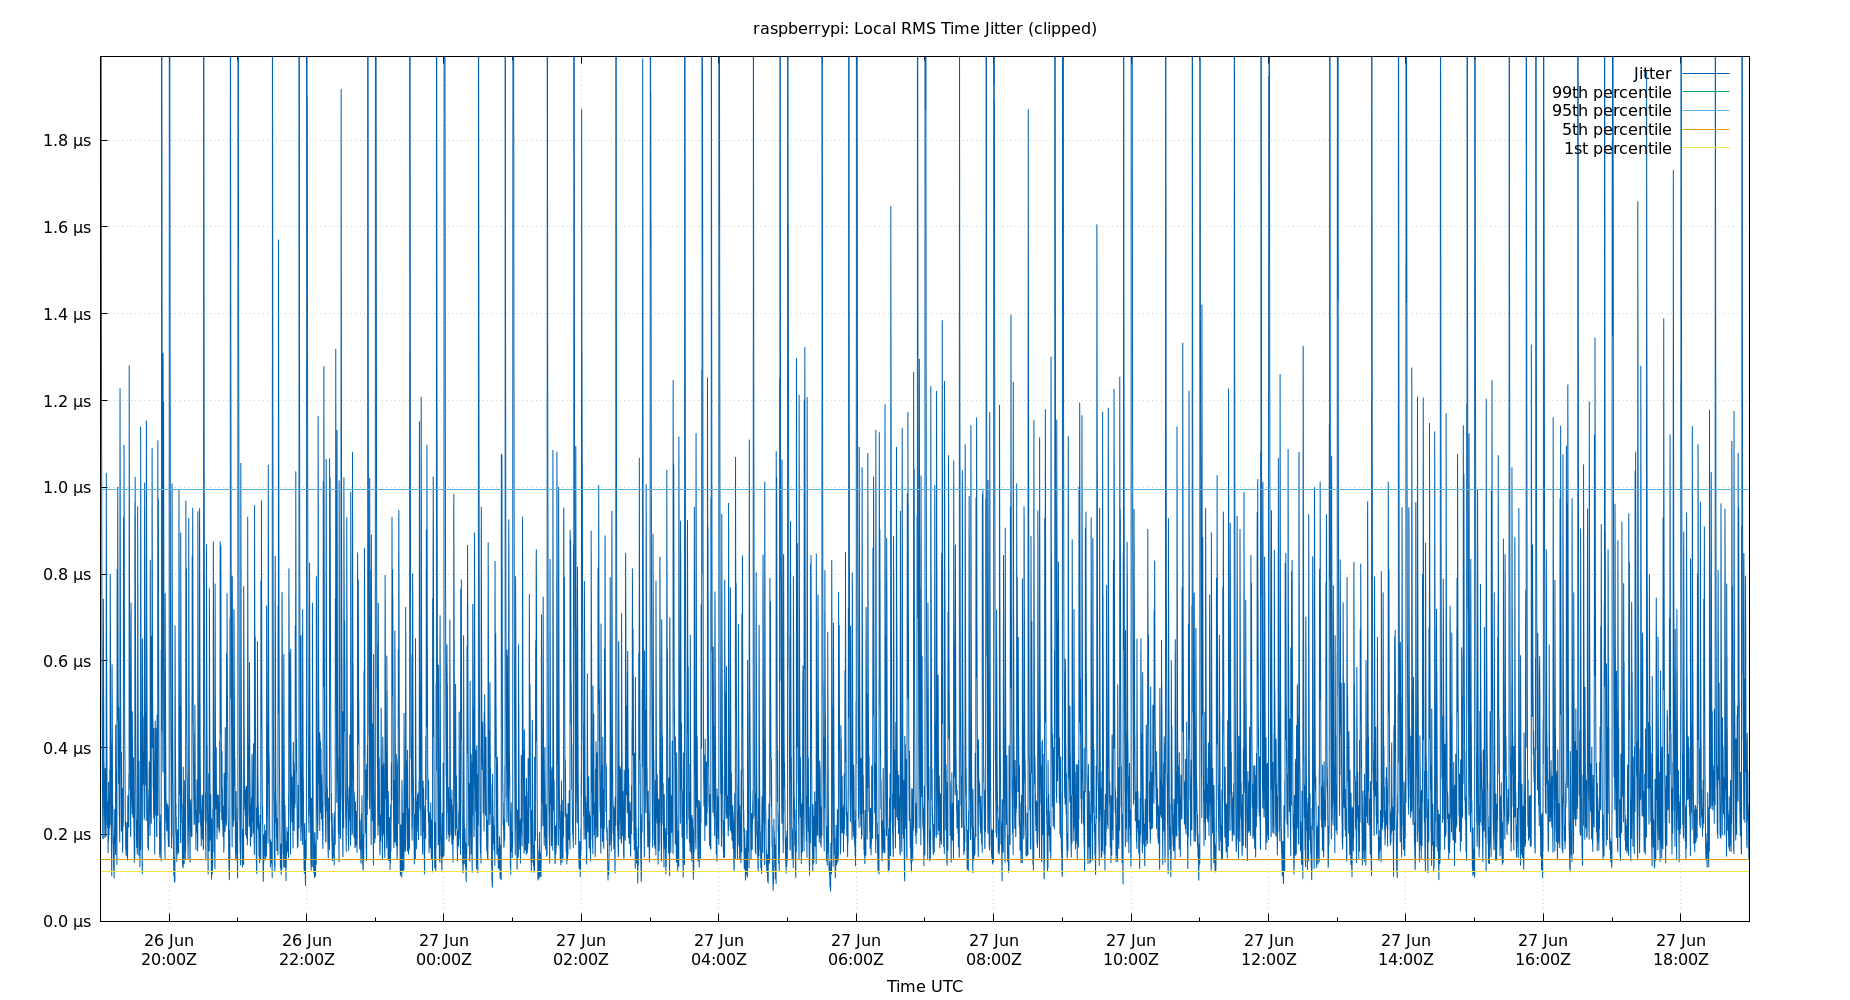 raspberrypi: Local RMS Time Jitter (clipped)
Jitter
99th percentile
95th percentile
5th percentile
1st percentile
1.8 µs
1.6 µs
1.4 µs
1.2 µs
1.0 µs
0.8 µs
0.6 µs
0.4 µs
0.2 µs
0.0 µs
26 Jun 26 Jun 27 Jun 27 Jun 27 Jun 27 Jun 27 Jun 27 Jun 27 Jun 27 Jun 27 Jun 27 Jun
20:00Z 22:00Z 00:00Z 02:00Z 04:00Z 06:00Z 08:00Z 10:00Z 12:00Z 14:00Z 16:00Z 18:00Z
Time UTC